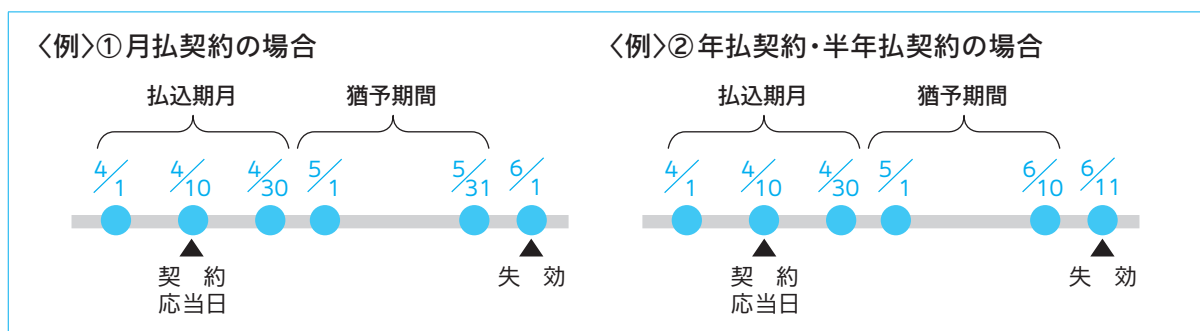 〈例〉①月払契約の場合
払込期月 猶予期間
4/1 4/10 4/30 5/1 5/31 6/1
契約 失効
応当日
〈例〉②年払契約・半年払契約の場合
払込期月 猶予期間
4/1 4/10 4/30 5/1 6/10 6/11
契約 失効
応当日